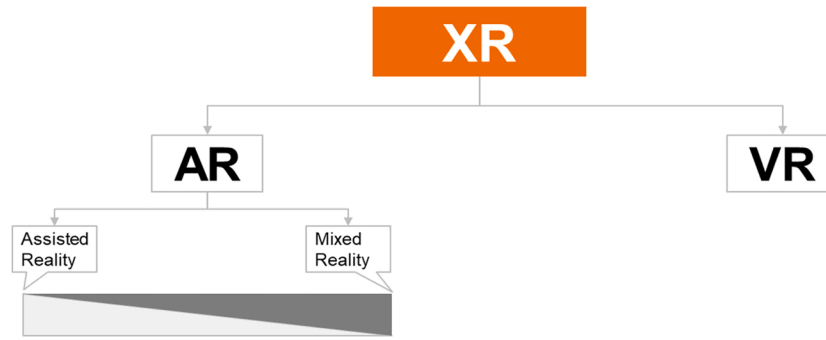 XR
AR
VR
Assisted
Reality
Mixed
Reality